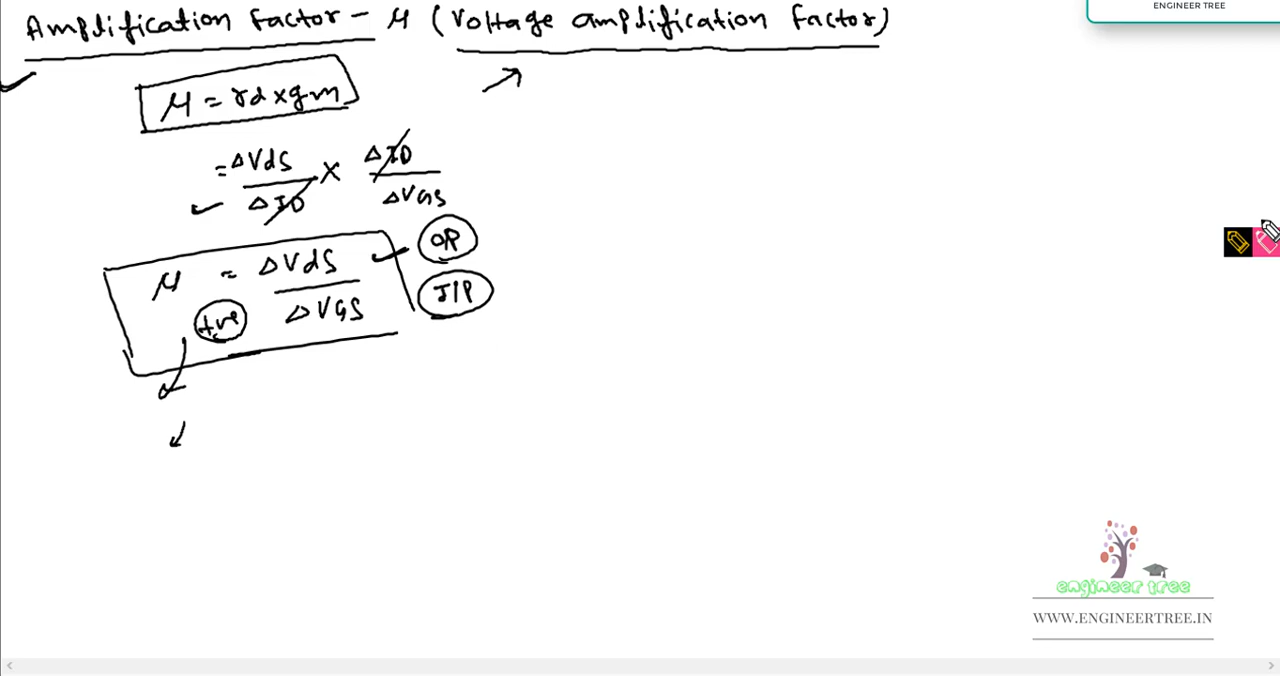 ENGINEER TREE
Amplification Factor - μ (Voltage amplification Factor)
μ = rd x gm
= ΔVdS / ΔID x ΔID / ΔVGS
μ = ΔVdS / ΔVGS
OP
I/P
+ve
engineer tree
WWW.ENGINEERTREE.IN